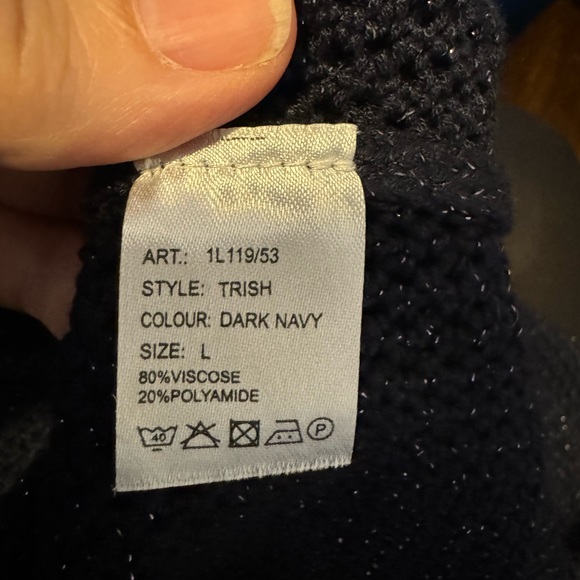 ART.: 1L119/53
STYLE: TRISH
COLOUR: DARK NAVY
SIZE: L
80%VISCOSE
20%POLYAMIDE
40 P